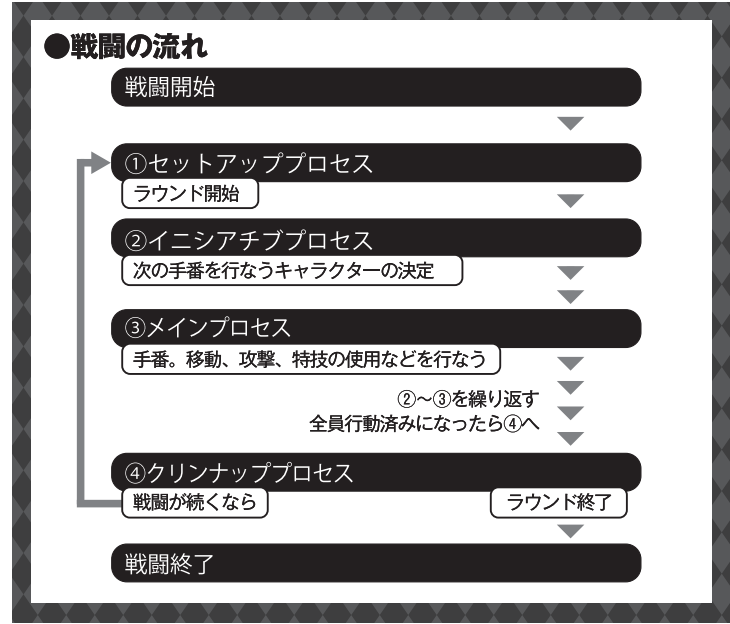 ●戦闘の流れ
戦闘開始
①セットアッププロセス
ラウンド開始
②イニシアチブプロセス
次の手番を行なうキャラクターの決定
③メインプロセス
手番。移動、攻撃、特技の使用などを行なう
②〜③を繰り返す
全員行動済みになったら④へ
④クリンナッププロセス
戦闘が続くなら
ラウンド終了
戦闘終了